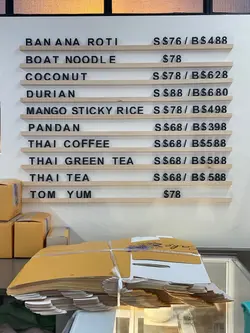 BANANA ROTI S$76/B$488
BOAT NOODLE $78
COCONUT S$78/B$628
DURIAN S$88/B$680
MANGO STICKY RICE S$78/B$498
PANDAN S$68/B$398
THAI COFFEE S$68/B$588
THAI GREEN TEA S$68/B$588
THAI TEA S$68/B$588
TOM YUM $78